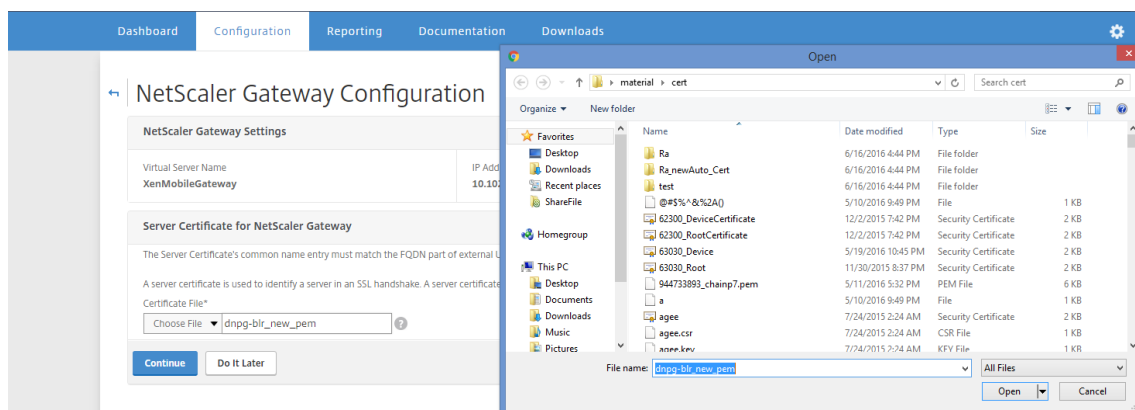 Dashboard Configuration Reporting Documentation Downloads
NetScaler Gateway Configuration
NetScaler Gateway Settings
Virtual Server Name IP Add
XenMobileGateway 10.102
Server Certificate for NetScaler Gateway
The Server Certificate's common name entry must match the FQDN part of external U
A server certificate is used to identify a server in an SSL handshake. A server certificate
Certificate File*
Choose File dnpg-blr_new_pem ?
Continue Do It Later
Open
material cert Search cert
Organize New folder
Favorites
Desktop
Downloads
Recent places
ShareFile
Homegroup
This PC
Desktop
Documents
Downloads
Music
Pictures
Name Date modified Type Size
Ra 6/16/2016 4:44 PM File folder
Ra_newAuto_Cert 6/16/2016 4:44 PM File folder
test 6/16/2016 4:44 PM File folder
@#$%^&%2A() 5/10/2016 9:49 PM File 1 KB
62300_DeviceCertificate 12/2/2015 7:42 PM Security Certificate 2 KB
62300_RootCertificate 12/2/2015 7:42 PM Security Certificate 2 KB
63030_Device 5/19/2016 10:45 PM Security Certificate 2 KB
63030_Root 11/30/2015 8:37 PM Security Certificate 2 KB
944733893_chainp7.pem 5/11/2016 5:32 PM PEM File 6 KB
a 5/10/2016 9:49 PM File 1 KB
agee 7/24/2015 2:24 AM Security Certificate 2 KB
agee.csr 7/24/2015 2:24 AM CSR File 1 KB
agee.key 7/24/2015 2:24 AM KEY File 1 KB
File name: dnpg-blr_new_pem All Files
Open Cancel